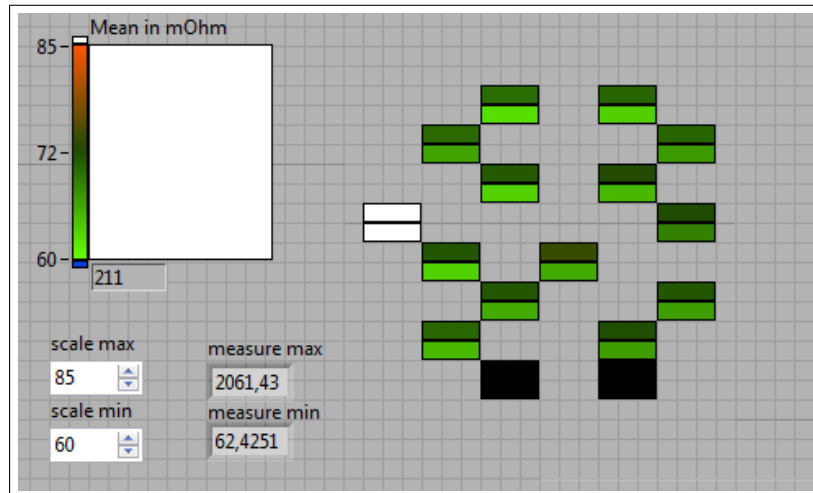 Mean in mOhm
85
72
60
211
scale max
measure max
85
2061,43
scale min
measure min
60
62,4251